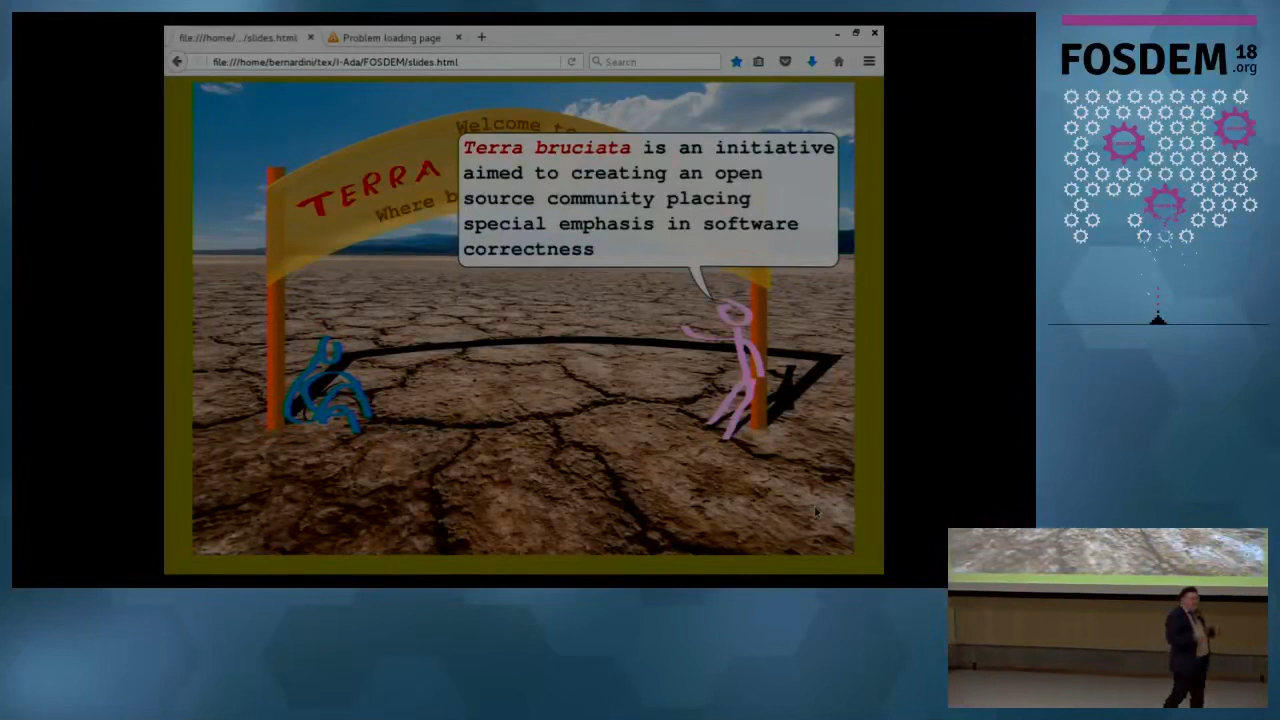 file:///home/.../slides.html
Problem loading page
file:///home/bernardini/tex/I-Ada/FOSDEM/slides.html
Search
Welcome to
TERRA
Where b
Terra bruciata is an initiative
aimed to creating an open
source community placing
special emphasis in software
correctness
FOSDEM 18
.org